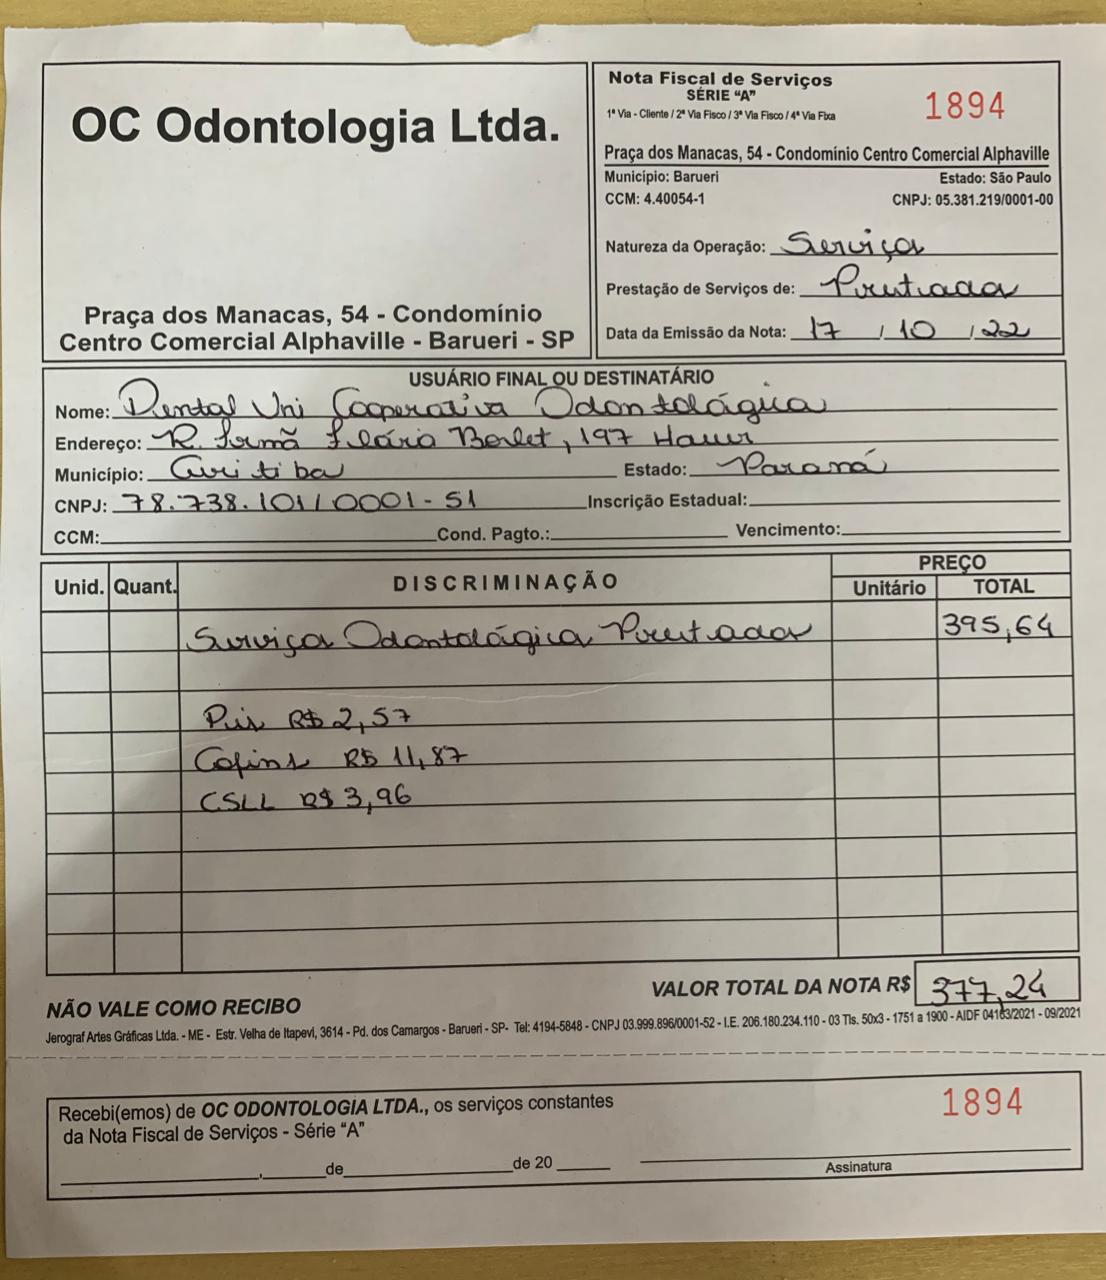 OC Odontologia Ltda.
Praça dos Manacas, 54 - Condomínio
Centro Comercial Alphaville - Barueri - SP
Nota Fiscal de Serviços
SÉRIE “A”
1ª Via - Cliente / 2ª Via Fisco / 3ª Via Fisco / 4ª Via Fixa
1894
Praça dos Manacas, 54 - Condomínio Centro Comercial Alphaville
Município: Barueri Estado: São Paulo
CCM: 4.40054-1 CNPJ: 05.381.219/0001-00
Natureza da Operação: Serviço
Prestação de Serviços de: Prestado
Data da Emissão da Nota: 17 / 10 / 22
USUÁRIO FINAL OU DESTINATÁRIO
Nome: Dental Uni Cooperativa Odontológica
Endereço: R. Irmã Flávia Borlet, 197 Hauer
Município: Curitiba Estado: Paraná
CNPJ: 78.738.101/0001-51 Inscrição Estadual:
CCM: Cond. Pagto.: Vencimento:
Unid. Quant. DISCRIMINAÇÃO PREÇO
Unitário TOTAL
Serviço Odontológico Prestado 395,64
Pis R$ 2,57
Cofins R$ 11,87
CSLL R$ 3,96
VALOR TOTAL DA NOTA R$ 377,24
NÃO VALE COMO RECIBO
Jerograf Artes Gráficas Ltda. - ME - Estr. Velha de Itapevi, 3614 - Pd. dos Camargos - Barueri - SP- Tel: 4194-5848 - CNPJ 03.999.896/0001-52 - I.E. 206.180.234.110 - 03 Tls. 50x3 - 1751 a 1900 - AIDF 04163/2021 - 09/2021
Recebi(emos) de OC ODONTOLOGIA LTDA., os serviços constantes
da Nota Fiscal de Serviços - Série “A”
1894
, de de 20
Assinatura